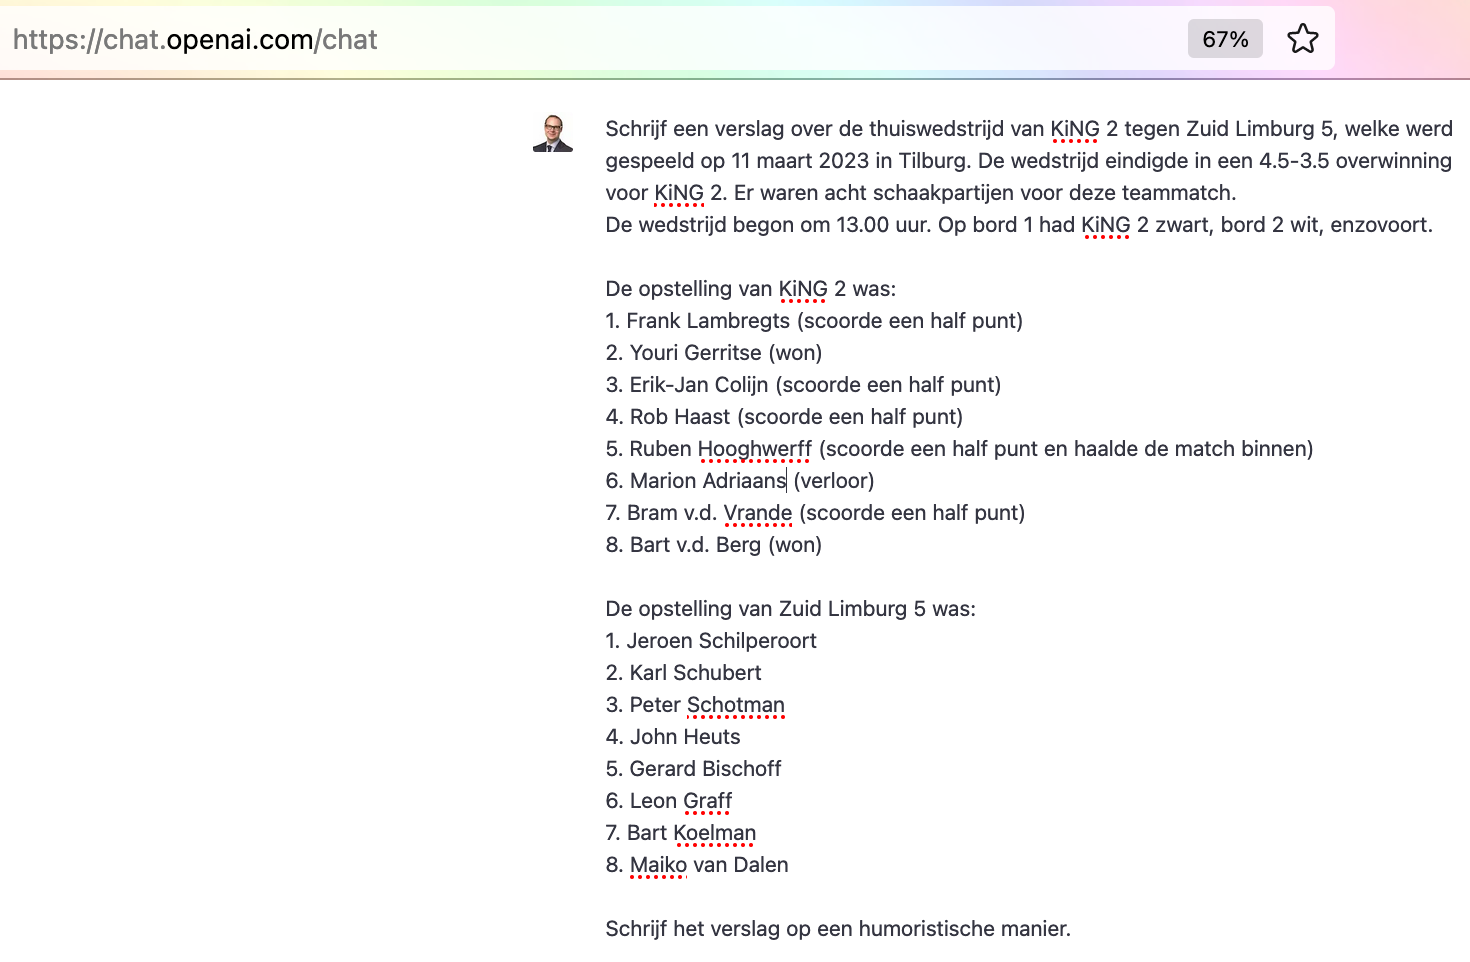 https://chat.openai.com/chat
67%
Schrijf een verslag over de thuiswedstrijd van KiNG 2 tegen Zuid Limburg 5, welke werd
gespeeld op 11 maart 2023 in Tilburg. De wedstrijd eindigde in een 4.5-3.5 overwinning
voor KiNG 2. Er waren acht schaakpartijen voor deze teammatch.
De wedstrijd begon om 13.00 uur. Op bord 1 had KiNG 2 zwart, bord 2 wit, enzovoort.
De opstelling van KiNG 2 was:
1. Frank Lambregts (scoorde een half punt)
2. Youri Gerritse (won)
3. Erik-Jan Colijn (scoorde een half punt)
4. Rob Haast (scoorde een half punt)
5. Ruben Hooghwerff (scoorde een half punt en haalde de match binnen)
6. Marion Adriaans (verloor)
7. Bram v.d. Vrande (scoorde een half punt)
8. Bart v.d. Berg (won)
De opstelling van Zuid Limburg 5 was:
1. Jeroen Schilperoort
2. Karl Schubert
3. Peter Schotman
4. John Heuts
5. Gerard Bischoff
6. Leon Graff
7. Bart Koelman
8. Maiko van Dalen
Schrijf het verslag op een humoristische manier.